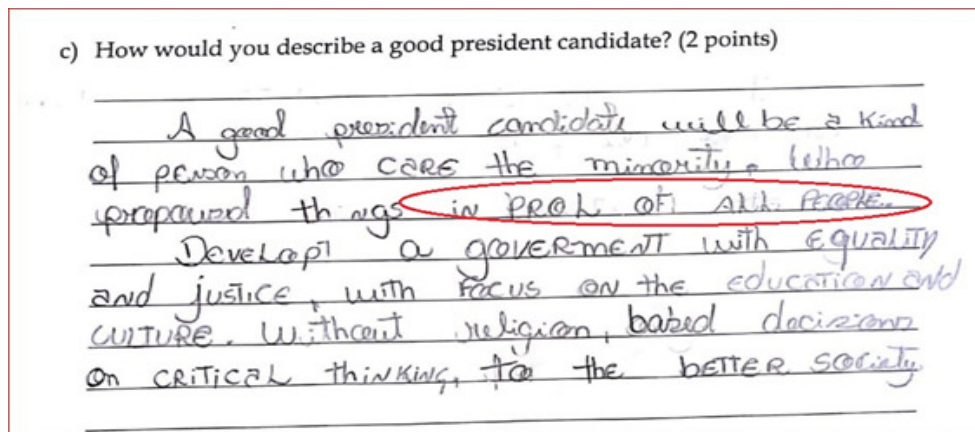 c) How would you describe a good president candidate? (2 points)
A good president candidate will be a kind
of person who CARE the minority. Who
propound things in PROL OF ALL PEOPLE.
Develop a goverment with EQUALITY
and justice, with Focus ON the education and
CULTURE. Without religion, based decisions
On CRITICAL thinking, to the better society